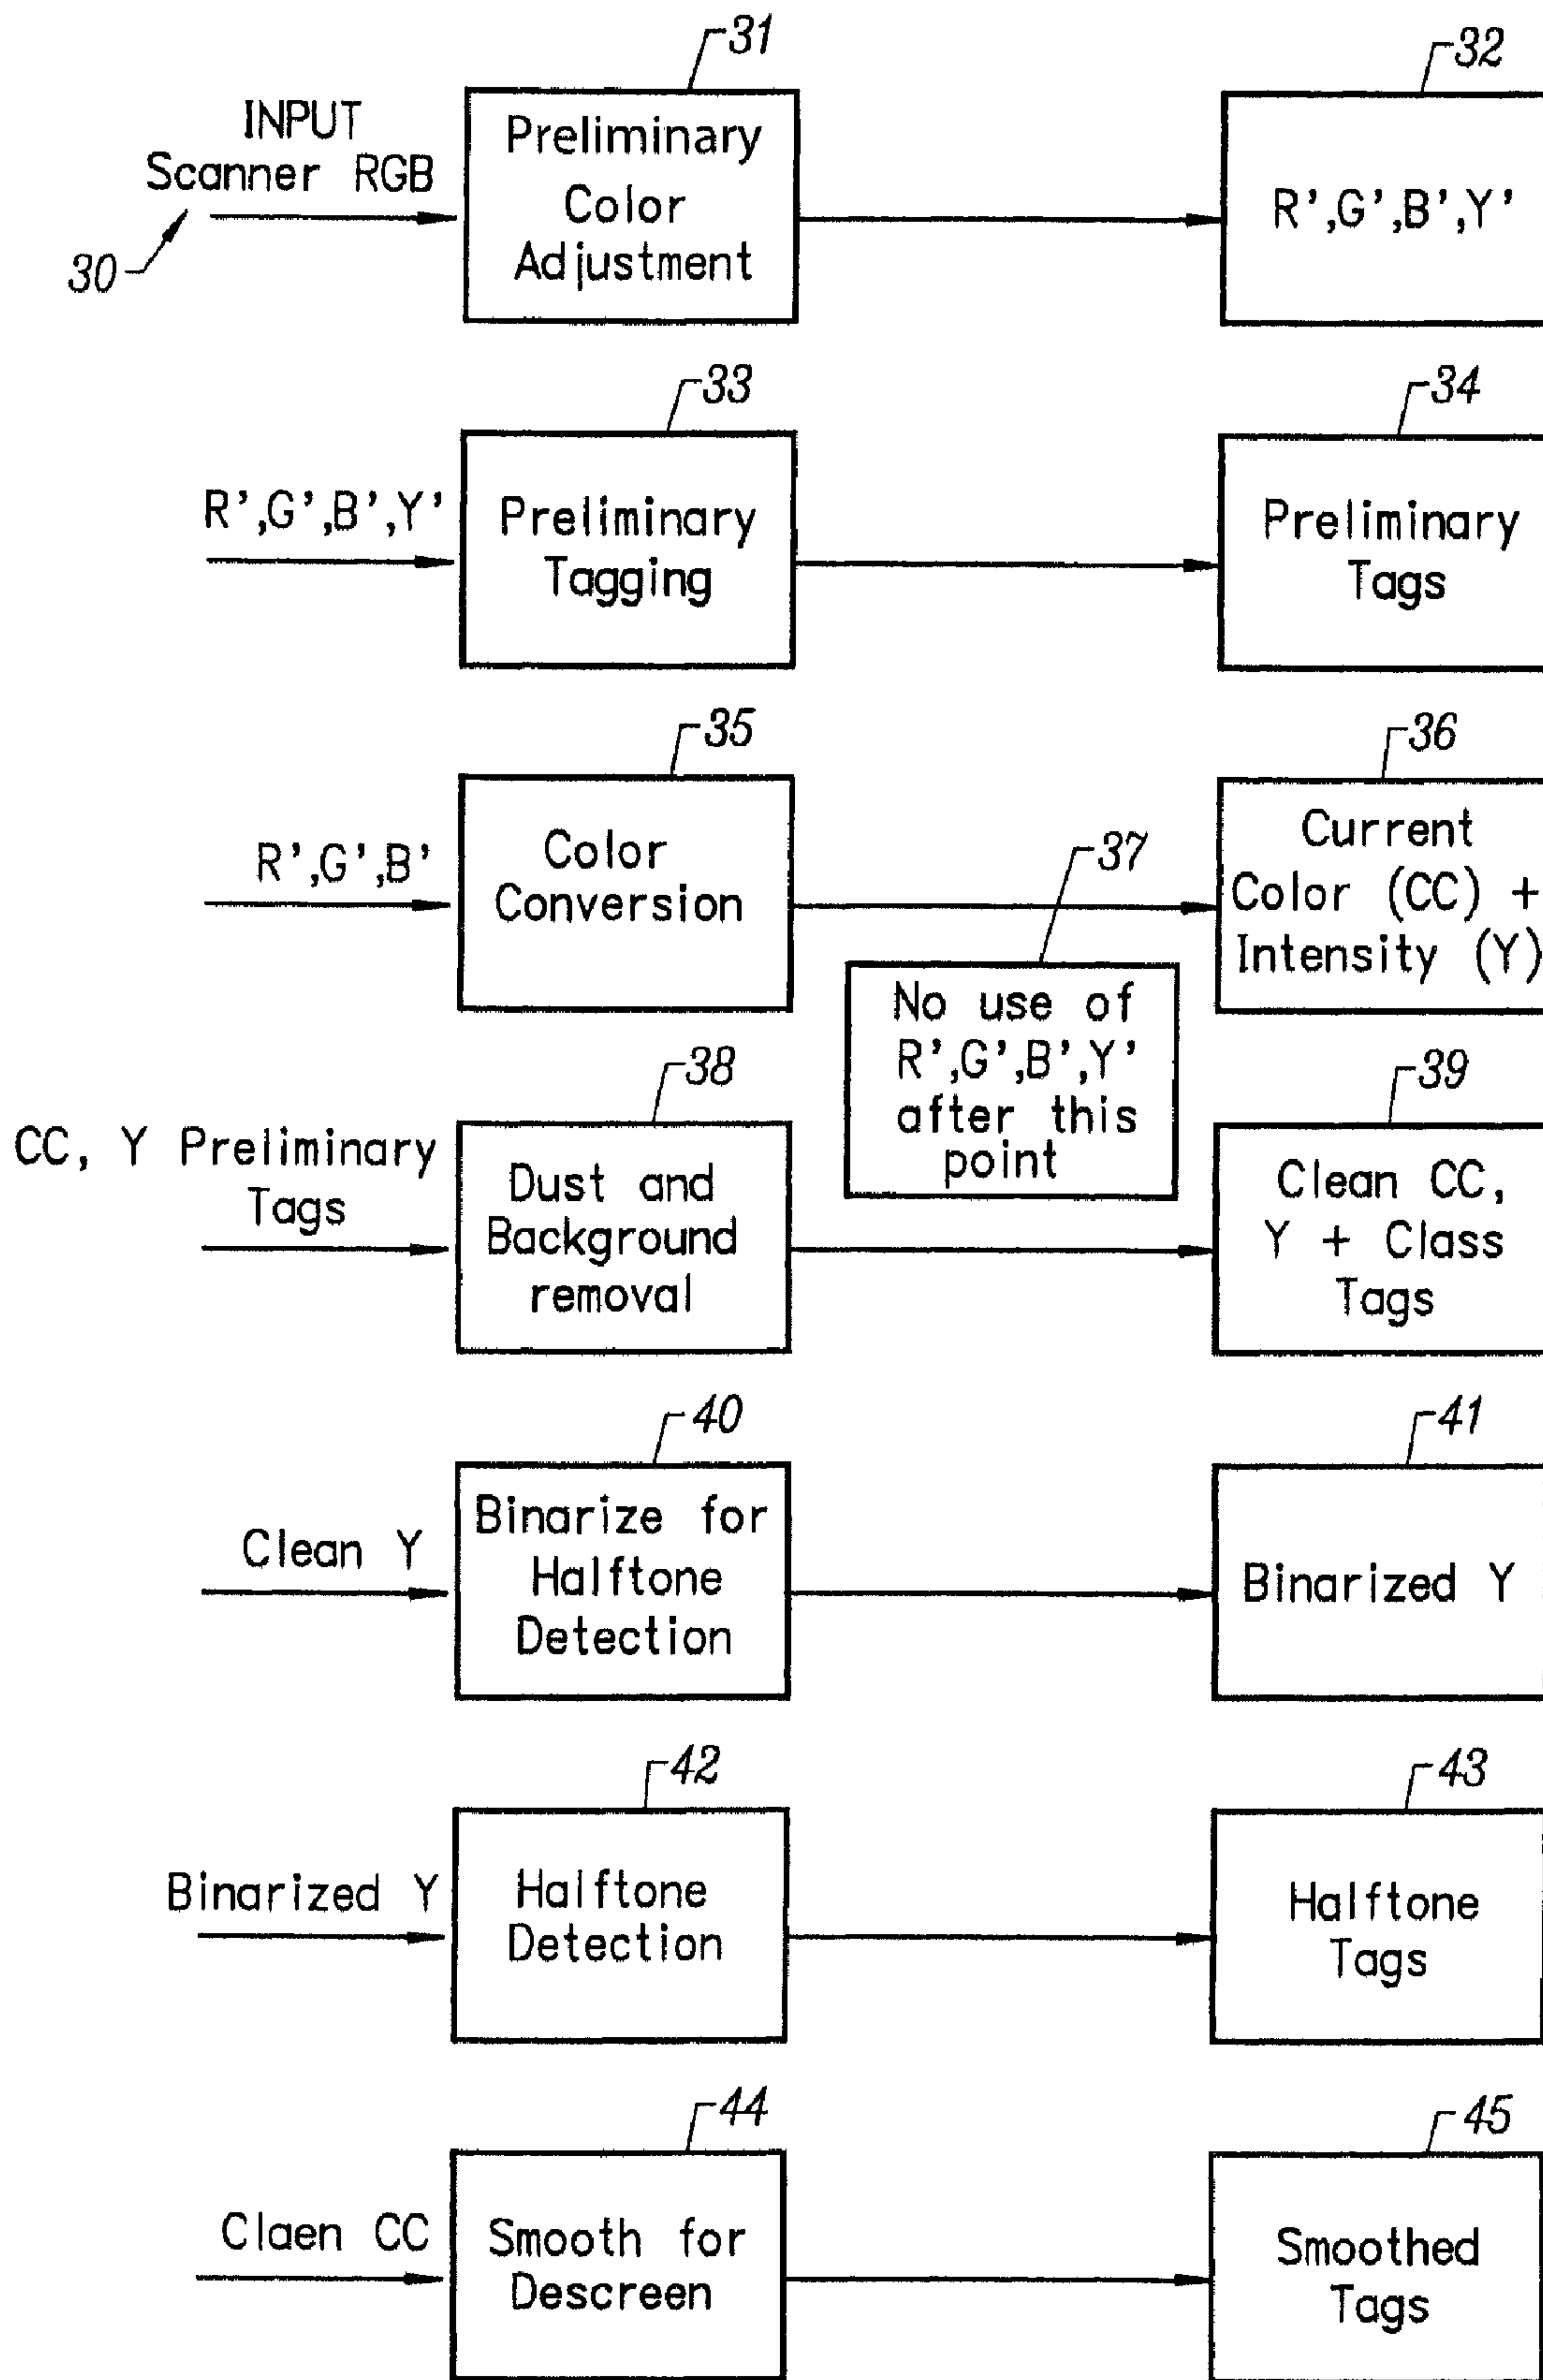 31
32
INPUT
Scanner RGB
30
Preliminary
Color
Adjustment
R',G',B',Y'
33
34
R',G',B',Y'
Preliminary
Tagging
Preliminary
Tags
35
36
R',G',B'
Color
Conversion
37
Current
Color (CC) +
Intensity (Y)
No use of
R',G',B',Y'
after this
point
38
39
CC, Y Preliminary
Tags
Dust and
Background
removal
Clean CC,
Y + Class
Tags
40
41
Clean Y
Binarize for
Halftone
Detection
Binarized Y
42
43
Binarized Y
Halftone
Detection
Halftone
Tags
44
45
Claen CC
Smooth for
Descreen
Smoothed
Tags